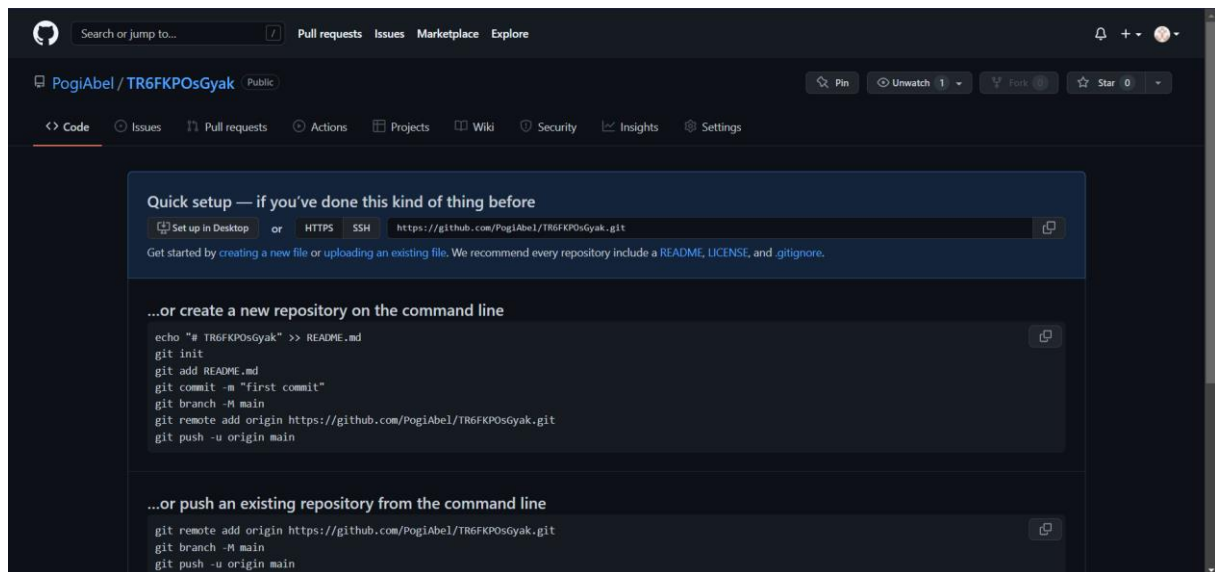 Search or jump to... / Pull requests Issues Marketplace Explore
PogiAbel / TR6FKPOsGyak Public Pin Unwatch 1 Fork 0 Star 0
<> Code Issues Pull requests Actions Projects Wiki Security Insights Settings
Quick setup — if you've done this kind of thing before
Set up in Desktop or HTTPS SSH https://github.com/PogiAbel/TR6FKPOsGyak.git
Get started by creating a new file or uploading an existing file. We recommend every repository include a README, LICENSE, and .gitignore.
...or create a new repository on the command line
echo "# TR6FKPOsGyak" >> README.md
git init
git add README.md
git commit -m "first commit"
git branch -M main
git remote add origin https://github.com/PogiAbel/TR6FKPOsGyak.git
git push -u origin main
...or push an existing repository from the command line
git remote add origin https://github.com/PogiAbel/TR6FKPOsGyak.git
git branch -M main
git push -u origin main